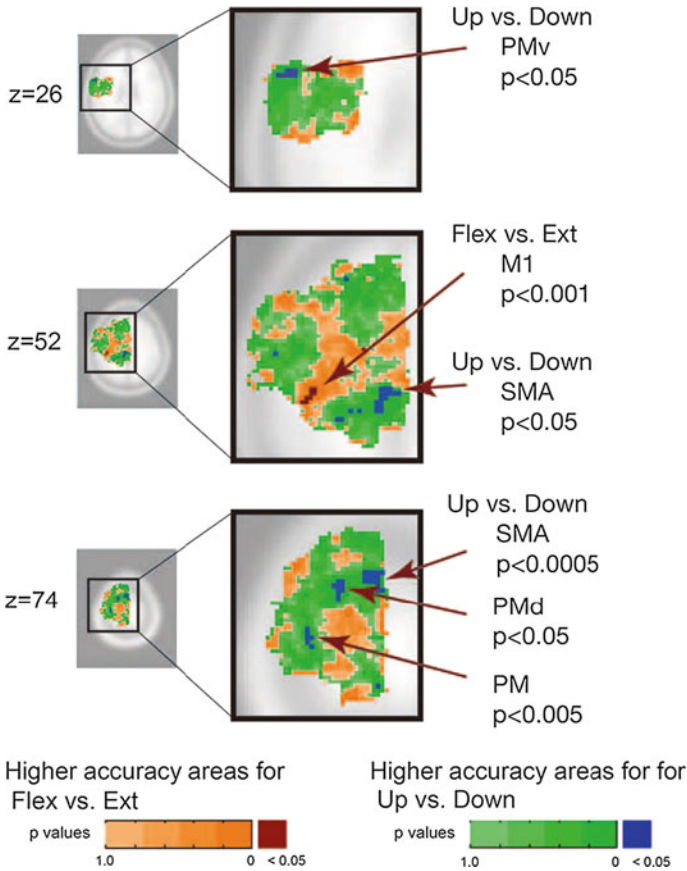 Up vs. Down
PMv
p<0.05
z=26
Flex vs. Ext
M1
p<0.001
z=52
Up vs. Down
SMA
p<0.05
Up vs. Down
SMA
p<0.0005
z=74
PMd
p<0.05
PM
p<0.005
Higher accuracy areas for
Flex vs. Ext
p values
1.0 0 < 0.05
Higher accuracy areas for for
Up vs. Down
p values
1.0 0 < 0.05